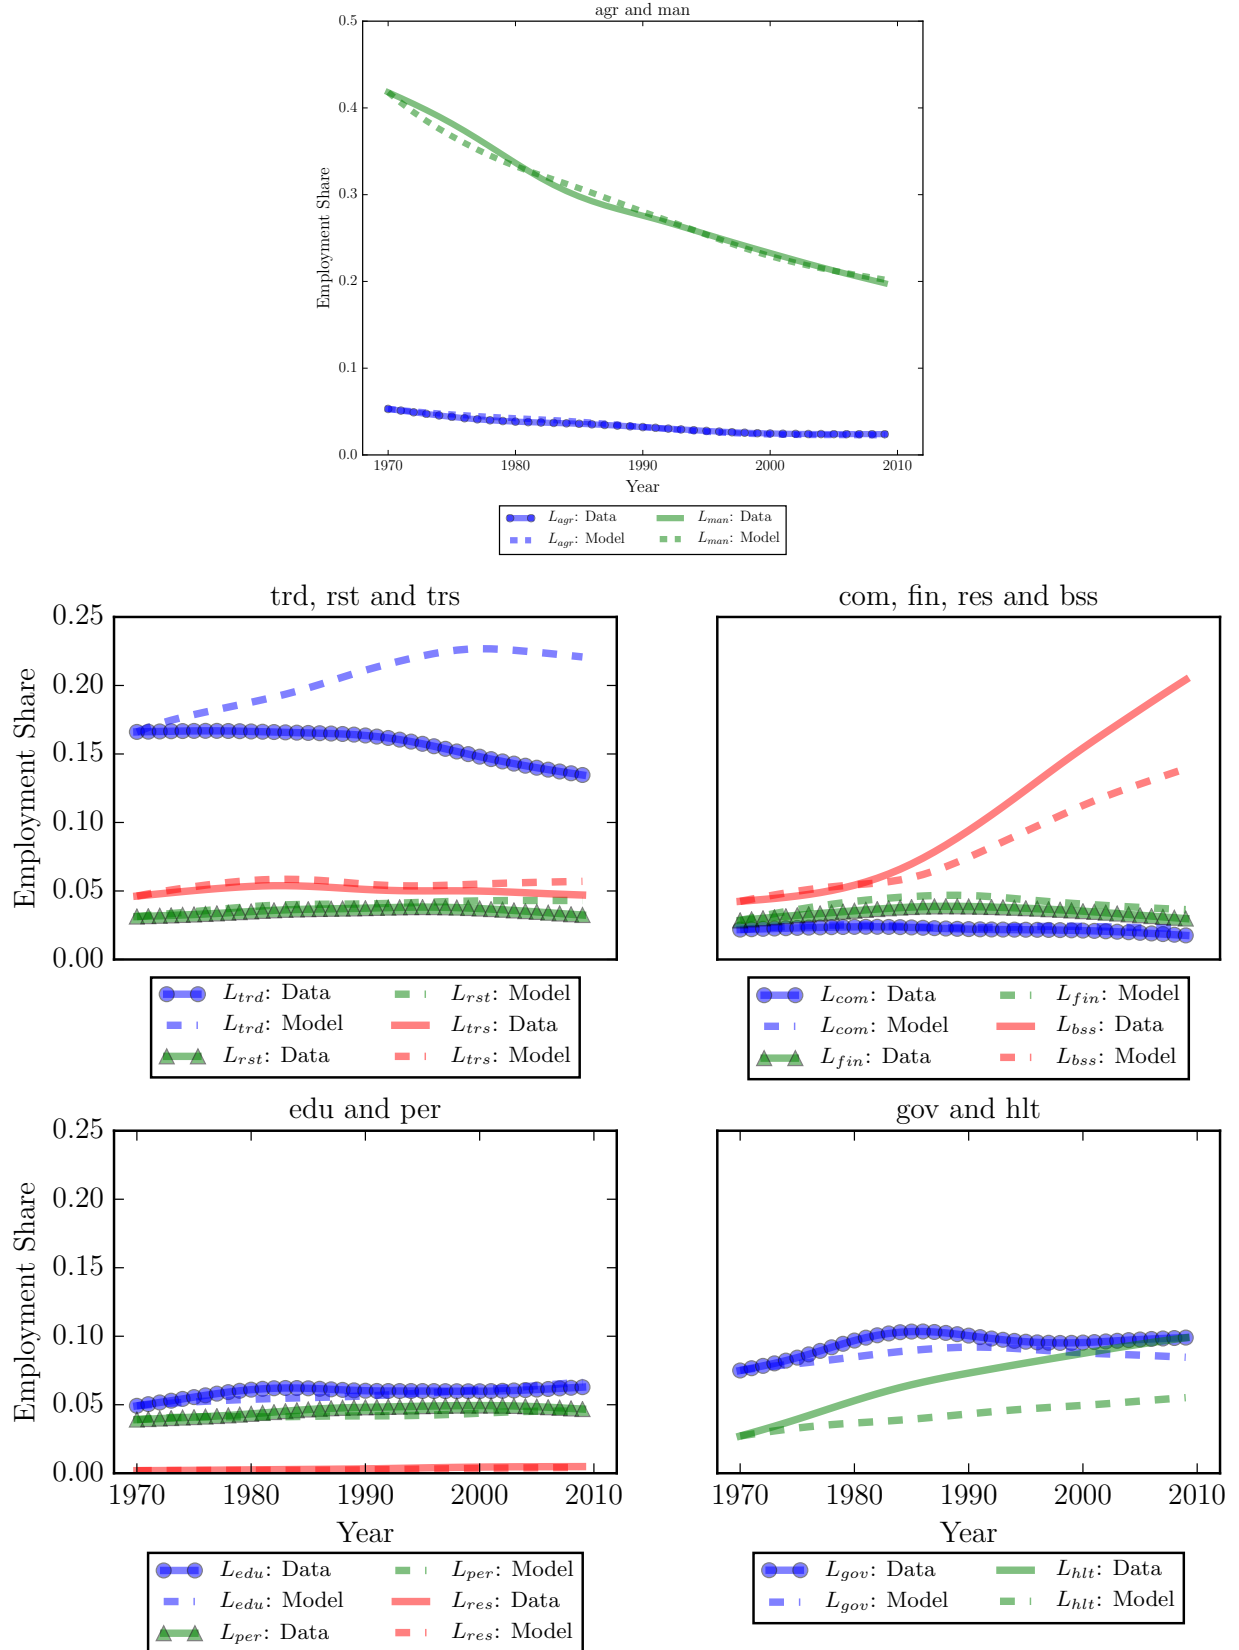 agr and man
0.5
0.4
0.3
0.2
0.1
0.0
Employment Share
1970 1980 1990 2000 2010
Year
L_agr: Data L_man: Data
L_agr: Model L_man: Model
trd, rst and trs
0.25
0.20
0.15
0.10
0.05
0.00
Employment Share
L_trd: Data L_rst: Model
L_trd: Model L_trs: Data
L_rst: Data L_trs: Model
com, fin, res and bss
L_com: Data L_fin: Model
L_com: Model L_bss: Data
L_fin: Data L_bss: Model
edu and per
0.25
0.20
0.15
0.10
0.05
0.00
Employment Share
1970 1980 1990 2000 2010
Year
L_edu: Data L_per: Model
L_edu: Model L_res: Data
L_per: Data L_res: Model
gov and hlt
1970 1980 1990 2000 2010
Year
L_gov: Data L_hlt: Data
L_gov: Model L_hlt: Model